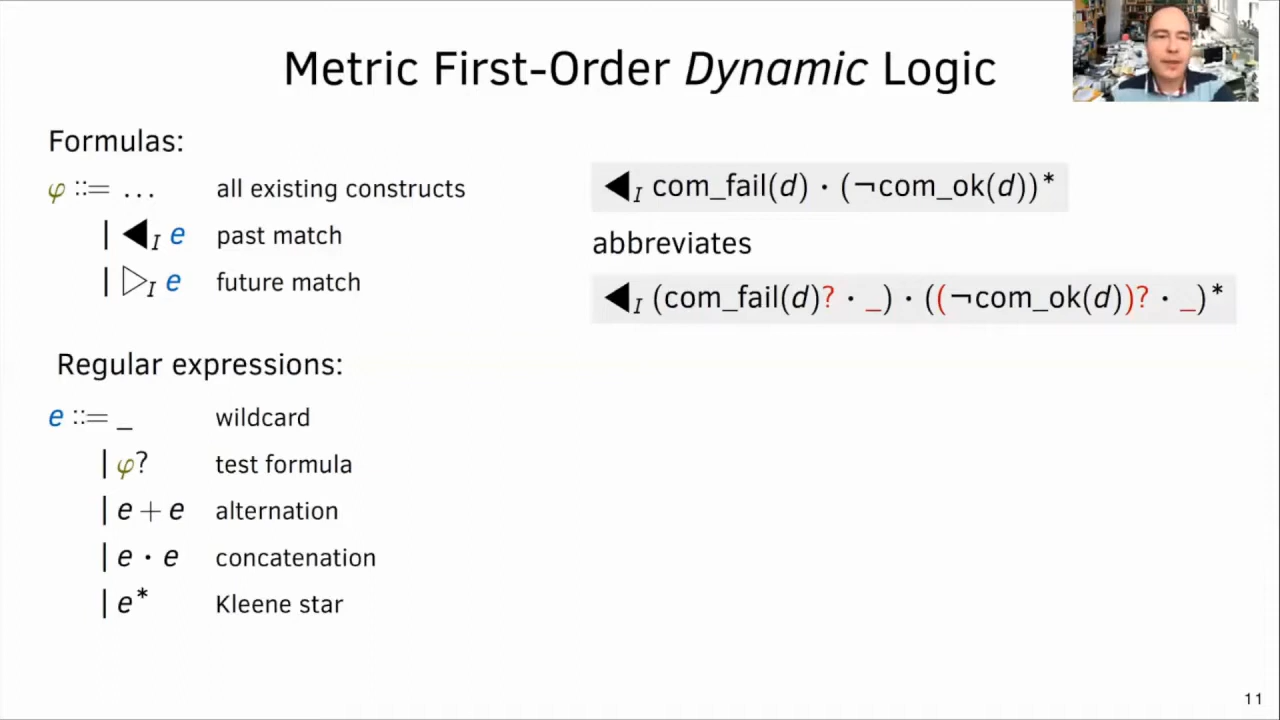 Metric First-Order Dynamic Logic
Formulas:
φ ::= ... all existing constructs
| ◀I e past match
| ▷I e future match
Regular expressions:
e ::= _ wildcard
| φ? test formula
| e + e alternation
| e · e concatenation
| e* Kleene star
◀I com_fail(d) · (¬com_ok(d))*
abbreviates
◀I (com_fail(d)? · _) · ((¬com_ok(d))? · _)*
11